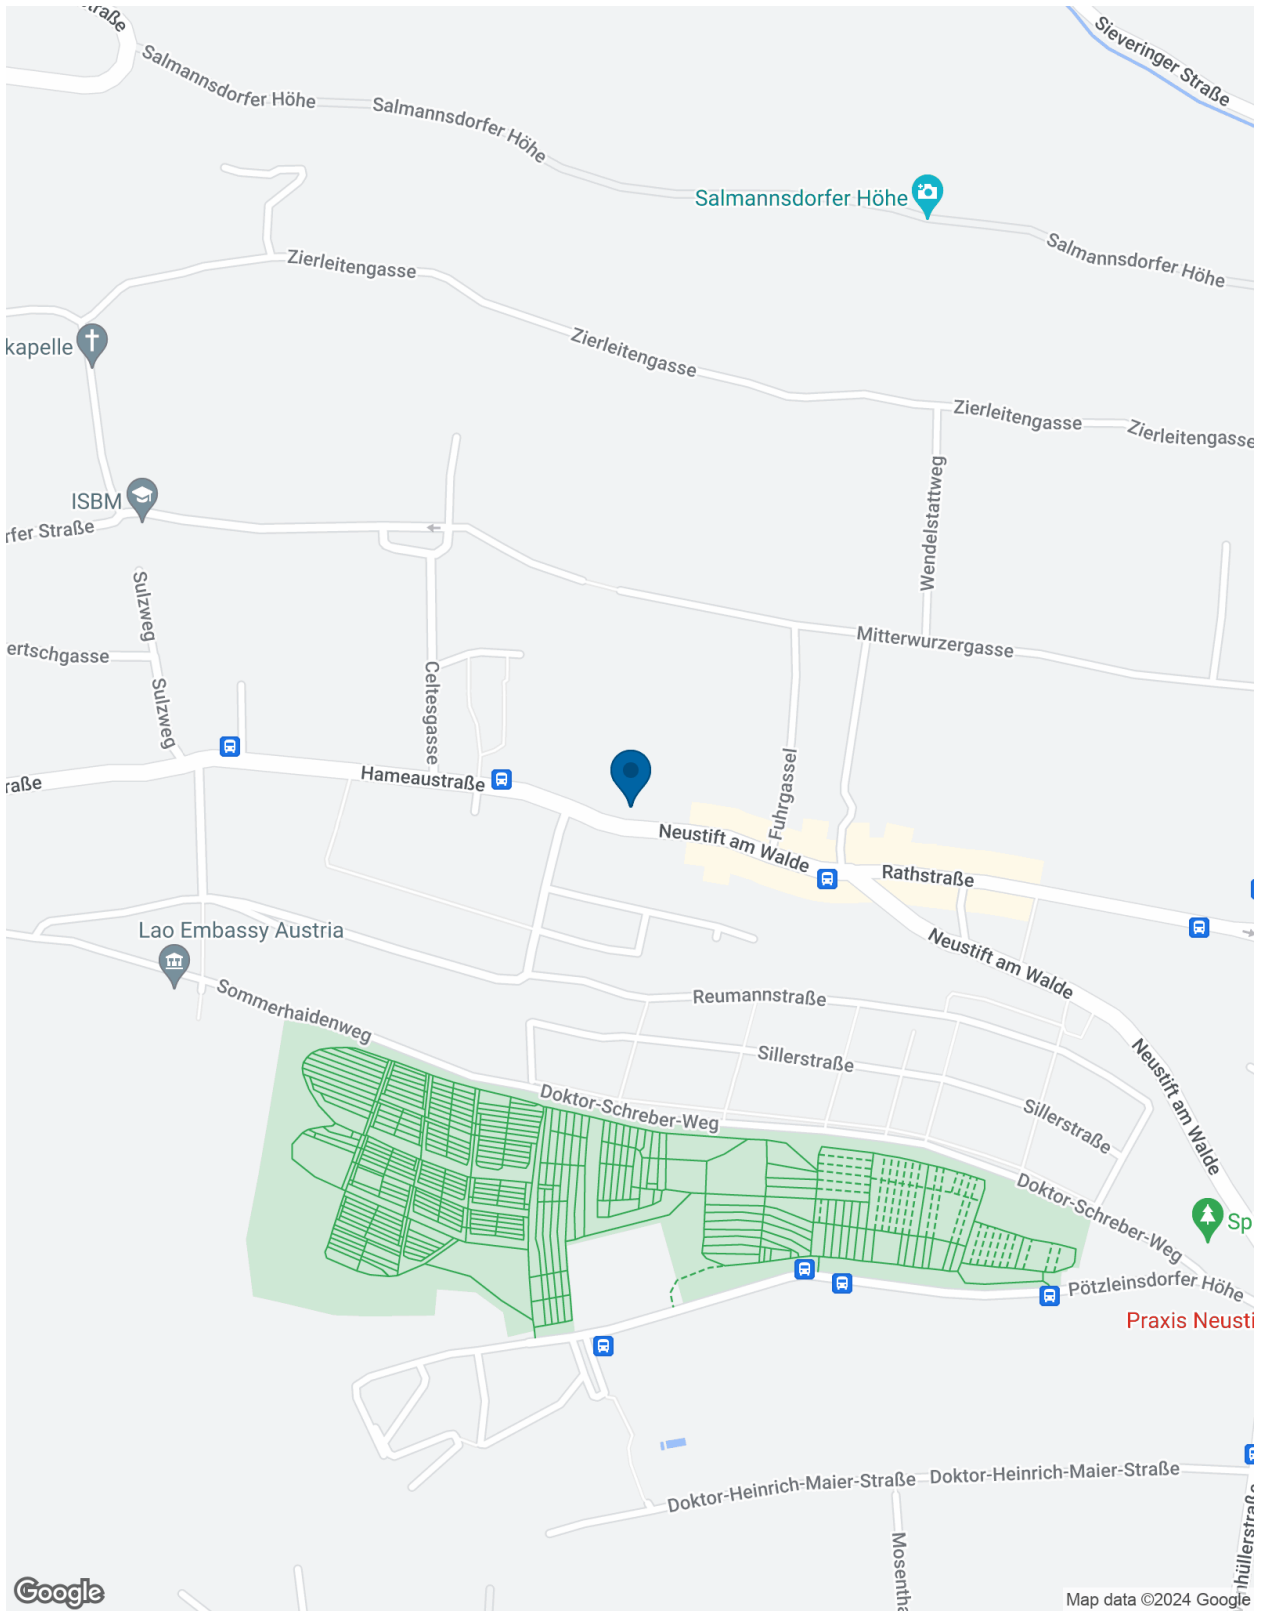 straße
Sieveringer Straße
Salmannsdorfer Höhe
Salmannsdorfer Höhe
Salmannsdorfer Höhe
Salmannsdorfer Höhe
Zierleitengasse
Zierleitengasse
kapelle
Zierleitengasse
Zierleitengasse
Wendelstattweg
ISBM
rfer Straße
Sulzweg
Mitterwurzergasse
ertschgasse
Celtesgasse
Sulzweg
Hameaustraße
raße
Fuhrgassel
Neustift am Walde
Rathstraße
Lao Embassy Austria
Neustift am Walde
Sommerhaidenweg
Reumannstraße
Sillerstraße
Neustift am Walde
Doktor-Schreber-Weg
Sillerstraße
Doktor-Schreber-Weg
Sp
Pötzleinsdorfer Höhe
Praxis Neusti
Doktor-Heinrich-Maier-Straße
Doktor-Heinrich-Maier-Straße
Mosentha
nhüllerstraße
Google
Map data ©2024 Google